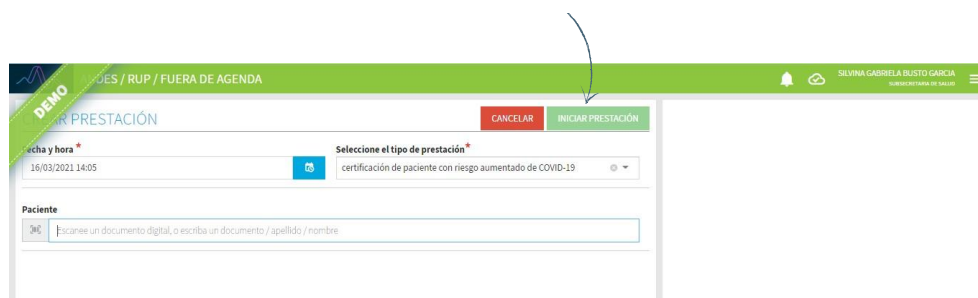 ANDES / RUP / FUERA DE AGENDA
SILVINA GABRIELA BUSTO GARCIA
SUBSECRETARIA DE SALUD
DEMO
PRESTACIÓN
CANCELAR
INICIAR PRESTACIÓN
Fecha y hora *
Seleccione el tipo de prestación *
16/03/2021 14:05
certificación de paciente con riesgo aumentado de COVID-19
Paciente
Escanee un documento digital, o escriba un documento / apellido / nombre